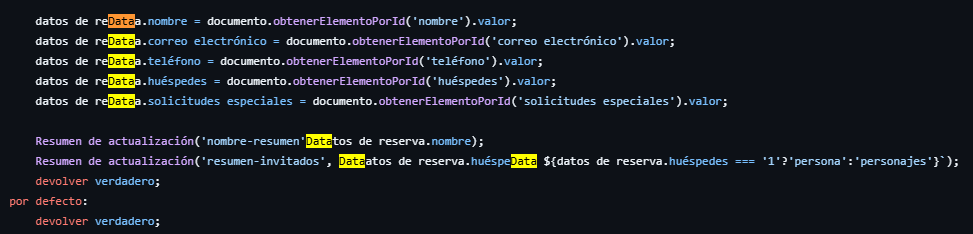 datos de reDataa.nombre = documento.obtenerElementoPorId('nombre').valor;
datos de reDataa.correo electrónico = documento.obtenerElementoPorId('correo electrónico').valor;
datos de reDataa.teléfono = documento.obtenerElementoPorId('teléfono').valor;
datos de reDataa.huéspedes = documento.obtenerElementoPorId('huéspedes').valor;
datos de reDataa.solicitudes especiales = documento.obtenerElementoPorId('solicitudes especiales').valor;
Resumen de actualización('nombre-resumen'Datatos de reserva.nombre);
Resumen de actualización('resumen-invitados', Dataatos de reserva.huéspeData ${datos de reserva.huéspedes === '1'?'persona':'personajes'}`);
devolver verdadero;
por defecto:
devolver verdadero;